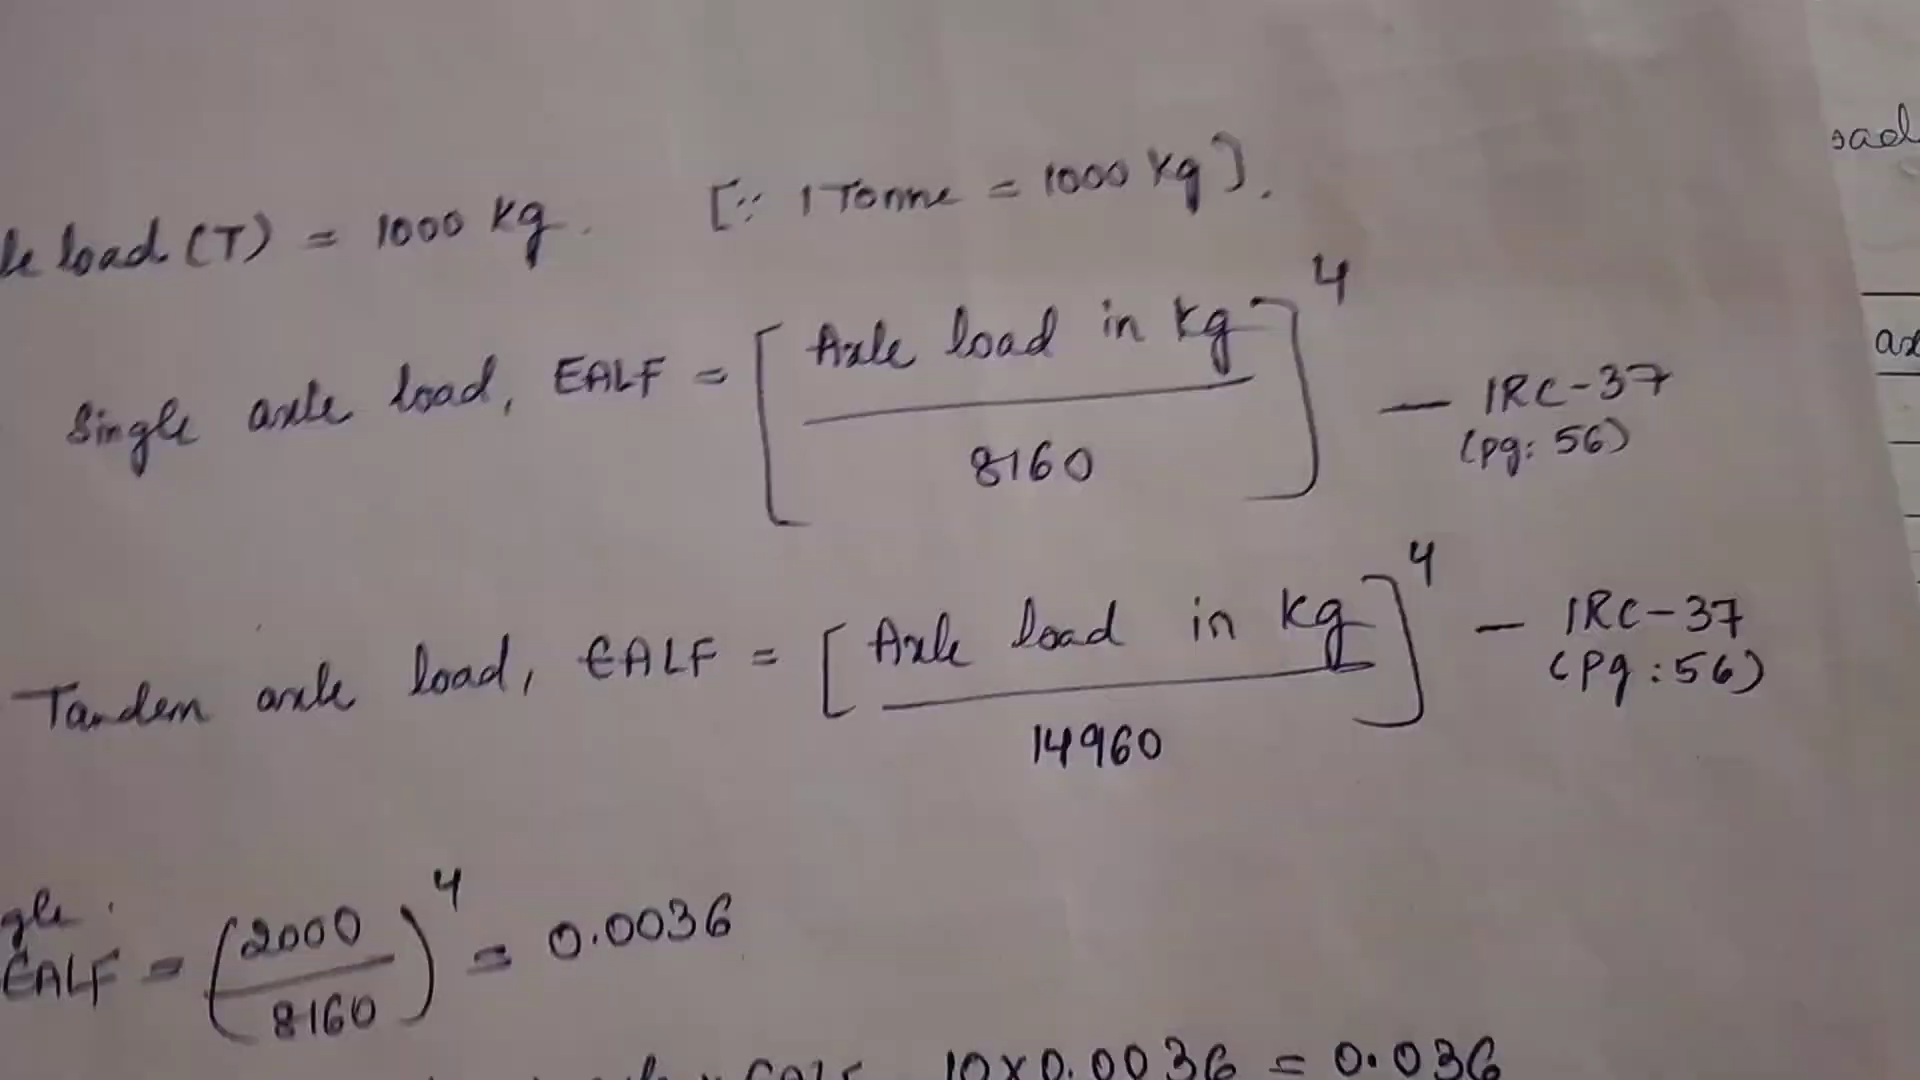 load (T) = 1000 kg. [∵ 1 Tonne = 1000 kg].
Single axle load, EALF = [Axle load in kg / 8160]^4 — IRC-37
(pg: 56)
Tandem axle load, EALF = [Axle load in kg / 14960]^4 — IRC-37
(pg: 56)
EALF = (2000 / 8160)^4 = 0.0036
10 x 0.0036 = 0.036